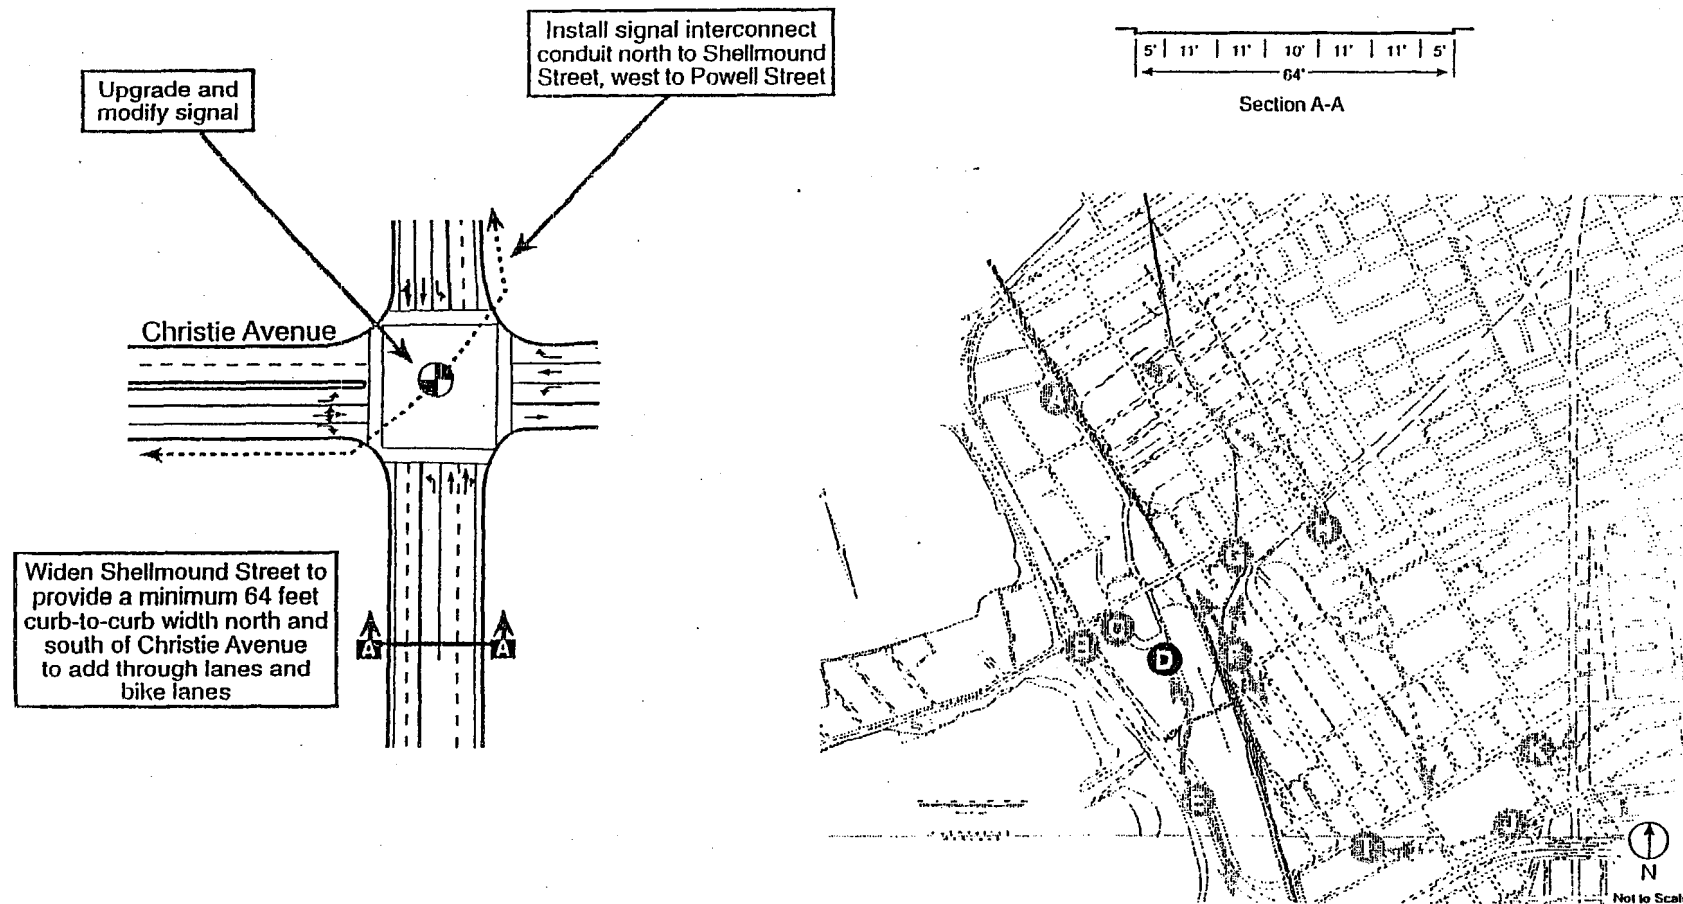 Install signal interconnect
conduit north to Shellmound
Street, west to Powell Street
Upgrade and
modify signal
5' 11' 11' 10' 11' 11' 5'
64'
Section A-A
Christie Avenue
Widen Shellmound Street to
provide a minimum 64 feet
curb-to-curb width north and
south of Christie Avenue
to add through lanes and
bike lanes
A A
A
H
G
B
D
F
K
J
I
N
Not to Scale